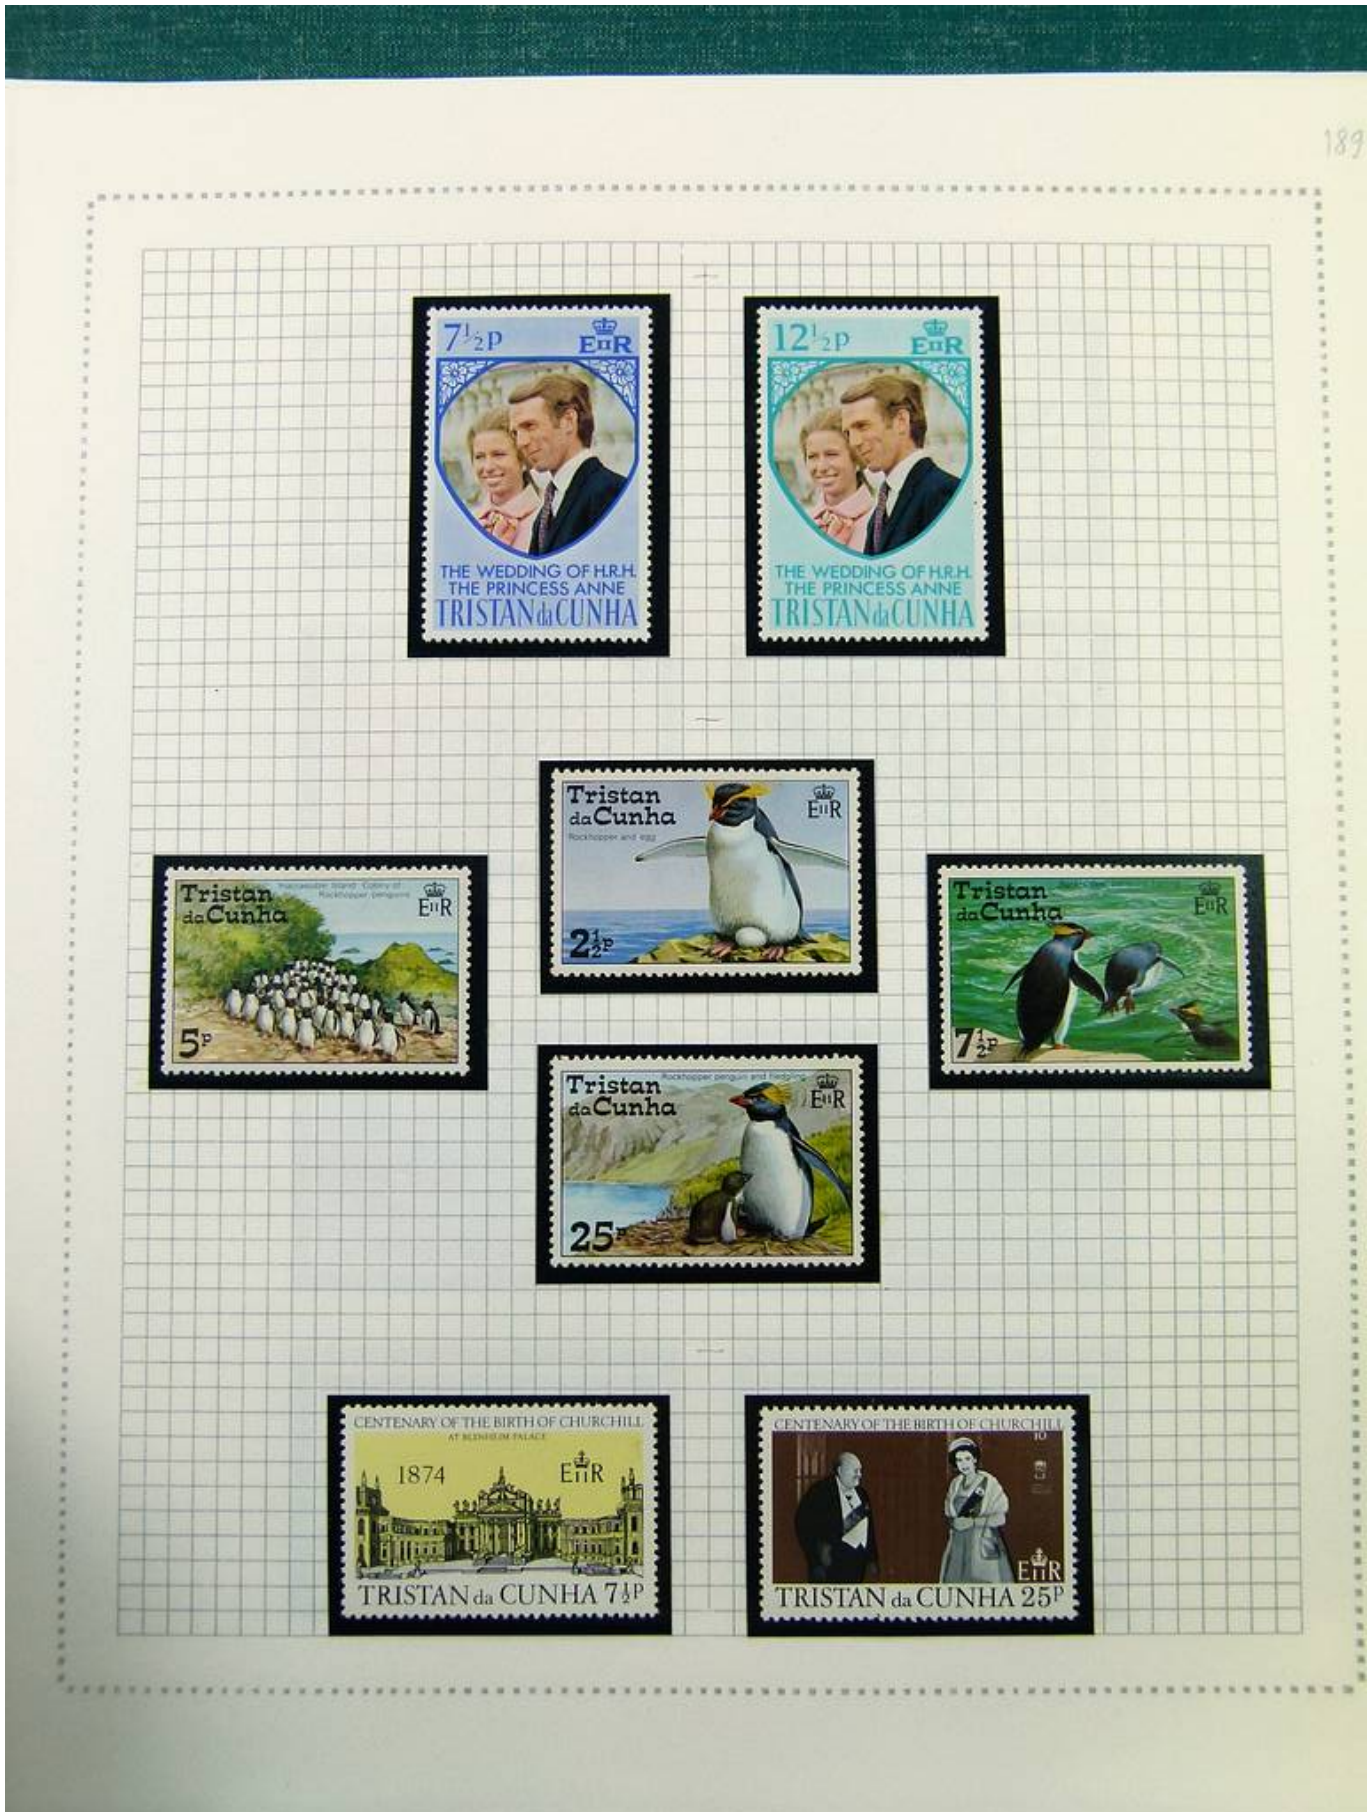 189
7½p EIIR
THE WEDDING OF H.R.H.
THE PRINCESS ANNE
TRISTAN da CUNHA
12½p EIIR
THE WEDDING OF H.R.H.
THE PRINCESS ANNE
TRISTAN da CUNHA
Tristan
da Cunha
Rockhopper and egg
EIIR
2½p
Tristan
da Cunha
Island Colony of
Rockhopper penguins
EIIR
5p
Tristan
da Cunha
EIIR
7½p
Rockhopper penguin and fledgling
Tristan
da Cunha
EIIR
25p
CENTENARY OF THE BIRTH OF CHURCHILL
AT BLENHEIM PALACE
1874 EIIR
TRISTAN da CUNHA 7½P
CENTENARY OF THE BIRTH OF CHURCHILL
10
EIIR
TRISTAN da CUNHA 25P